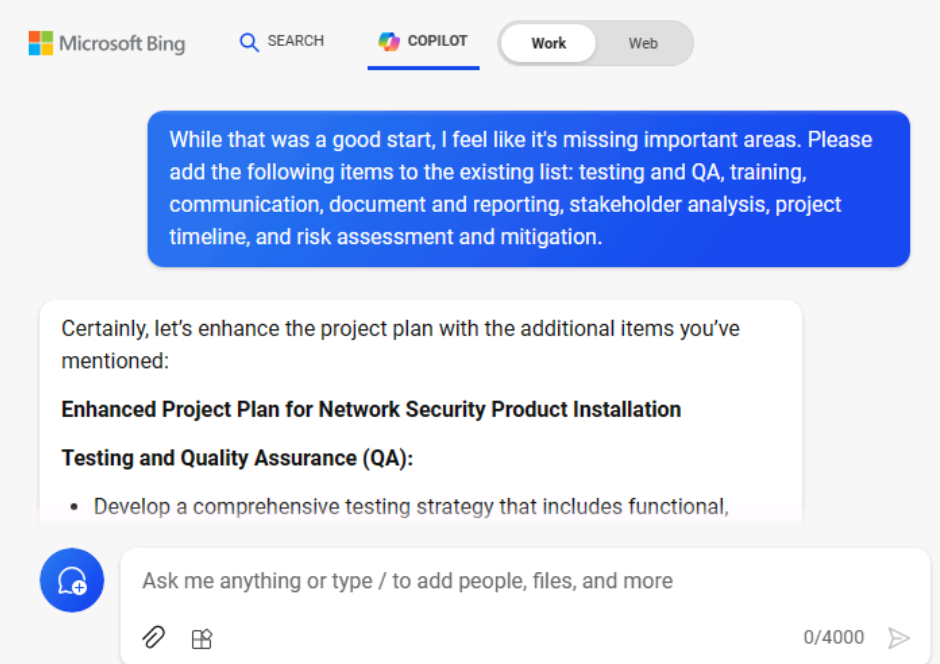 Microsoft Bing SEARCH COPILOT Work Web
While that was a good start, I feel like it's missing important areas. Please
add the following items to the existing list: testing and QA, training,
communication, document and reporting, stakeholder analysis, project
timeline, and risk assessment and mitigation.
Certainly, let’s enhance the project plan with the additional items you’ve
mentioned:
Enhanced Project Plan for Network Security Product Installation
Testing and Quality Assurance (QA):
• Develop a comprehensive testing strategy that includes functional,
Ask me anything or type / to add people, files, and more
0/4000